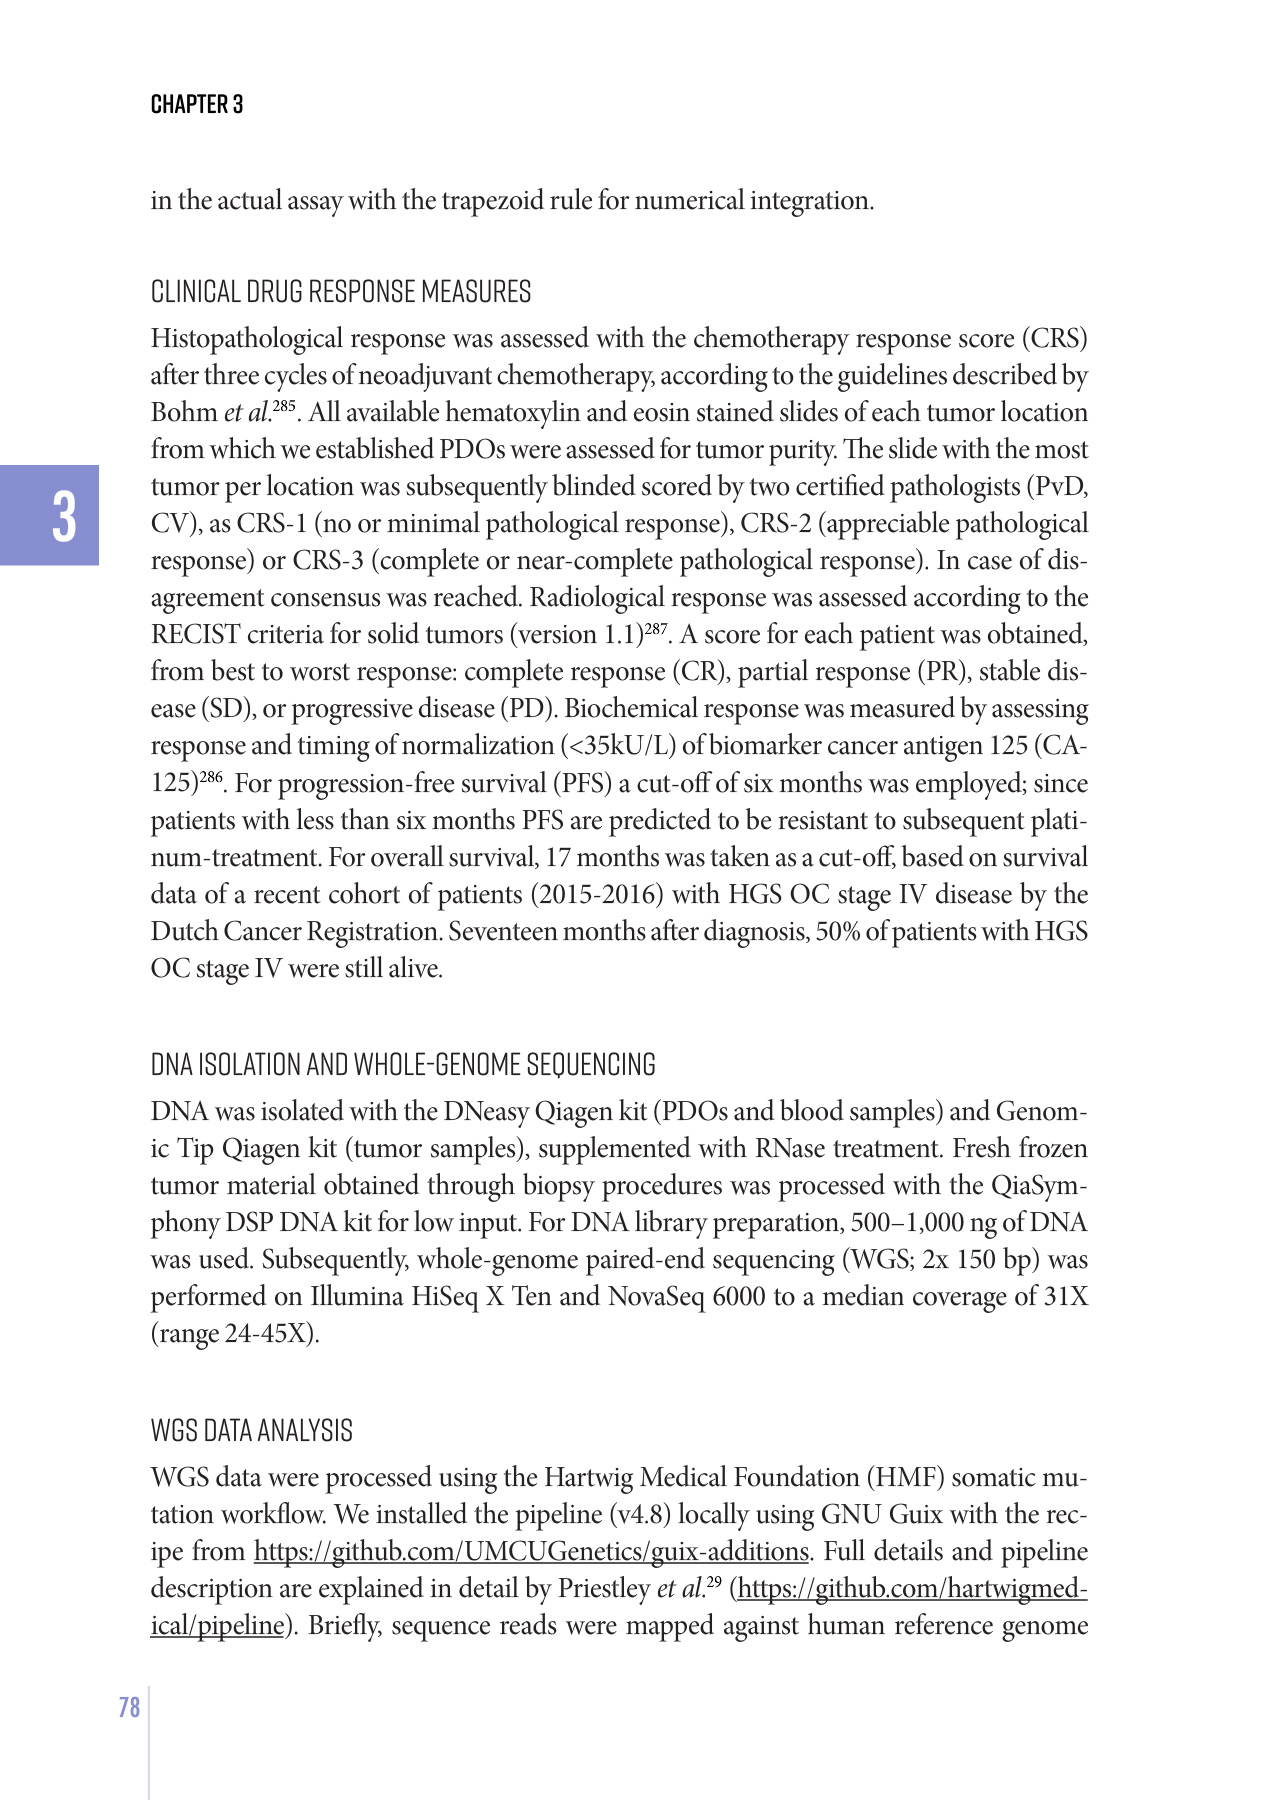 CHAPTER 3
in the actual assay with the trapezoid rule for numerical integration.
CLINICAL DRUG RESPONSE MEASURES
Histopathological response was assessed with the chemotherapy response score (CRS)
after three cycles of neoadjuvant chemotherapy, according to the guidelines described by
Bohm et al.285. All available hematoxylin and eosin stained slides of each tumor location
from which we established PDOs were assessed for tumor purity. The slide with the most
tumor per location was subsequently blinded scored by two certified pathologists (PvD,
3
CV), as CRS-1 (no or minimal pathological response), CRS-2 (appreciable pathological
response) or CRS-3 (complete or near-complete pathological response). In case of dis-
agreement consensus was reached. Radiological response was assessed according to the
RECIST criteria for solid tumors (version 1.1)287. A score for each patient was obtained,
from best to worst response: complete response (CR), partial response (PR), stable dis-
ease (SD), or progressive disease (PD). Biochemical response was measured by assessing
response and timing of normalization (<35kU/L) of biomarker cancer antigen 125 (CA-
125)286. For progression-free survival (PFS) a cut-off of six months was employed; since
patients with less than six months PFS are predicted to be resistant to subsequent plati-
num-treatment. For overall survival, 17 months was taken as a cut-off, based on survival
data of a recent cohort of patients (2015-2016) with HGS OC stage IV disease by the
Dutch Cancer Registration. Seventeen months after diagnosis, 50% of patients with HGS
OC stage IV were still alive.
DNA ISOLATION AND WHOLE-GENOME SEQUENCING
DNA was isolated with the DNeasy Qiagen kit (PDOs and blood samples) and Genom-
ic Tip Qiagen kit (tumor samples), supplemented with RNase treatment. Fresh frozen
tumor material obtained through biopsy procedures was processed with the QiaSym-
phony DSP DNA kit for low input. For DNA library preparation, 500–1,000 ng of DNA
was used. Subsequently, whole-genome paired-end sequencing (WGS; 2x 150 bp) was
performed on Illumina HiSeq X Ten and NovaSeq 6000 to a median coverage of 31X
(range 24-45X).
WGS DATA ANALYSIS
WGS data were processed using the Hartwig Medical Foundation (HMF) somatic mu-
tation workflow. We installed the pipeline (v4.8) locally using GNU Guix with the rec-
ipe from https://github.com/UMCUGenetics/guix-additions. Full details and pipeline
description are explained in detail by Priestley et al.29 (https://github.com/hartwigmed-
ical/pipeline). Briefly, sequence reads were mapped against human reference genome
78